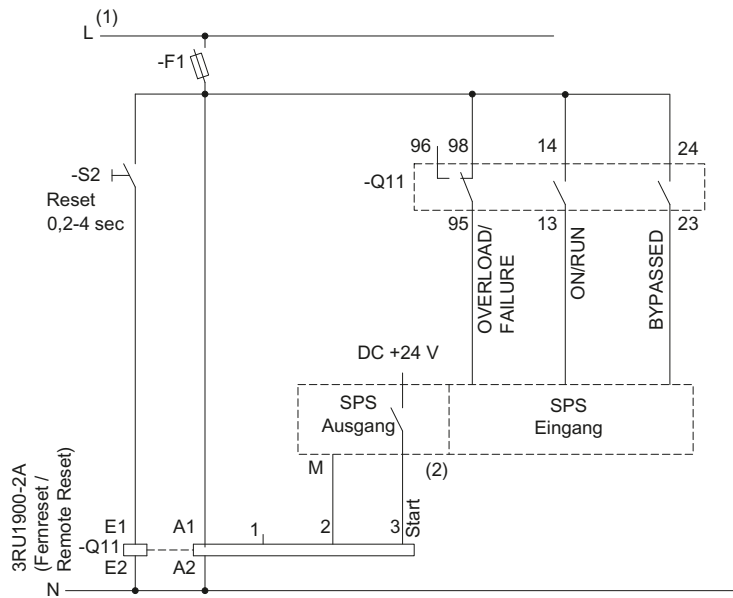 (1)
L
-F1
96 98 14 24
-S2
-Q11
Reset
0,2-4 sec
95 13 23
OVERLOAD/
FAILURE
ON/RUN
BYPASSED
DC +24 V
SPS
Ausgang
SPS
Eingang
M (2)
3RU1900-2A
(Fernreset /
Remote Reset)
E1 A1 1 2 3
Start
-Q11
E2 A2
N